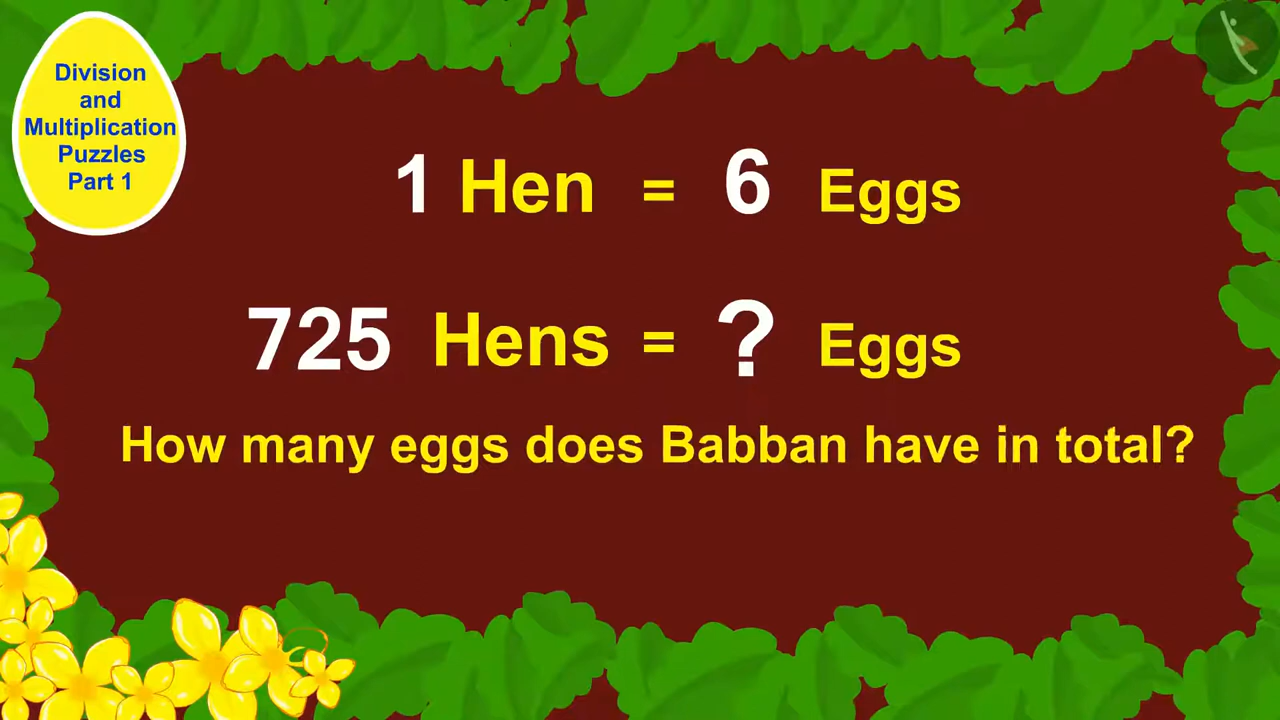 Division
and
Multiplication
Puzzles
Part 1
1 Hen = 6 Eggs
725 Hens = ? Eggs
How many eggs does Babban have in total?